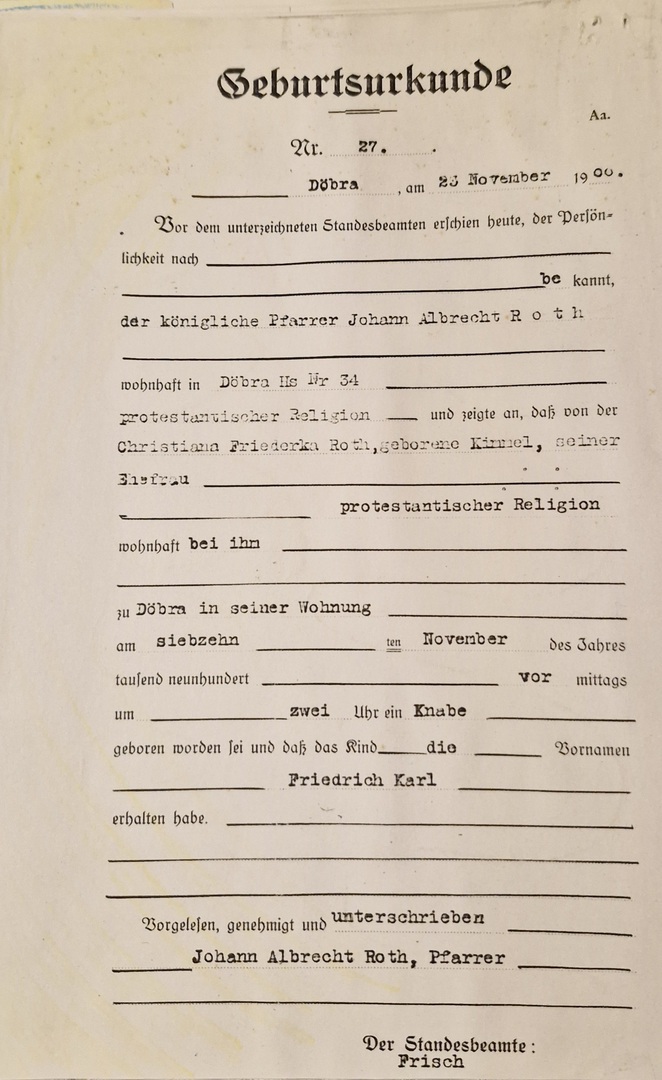 Geburtsurkunde
Aa.
Nr. 27.
Döbra, am 23 November 1900.
Vor dem unterzeichneten Standesbeamten erschien heute, der Persön-
lichkeit nach
be kannt,
der königliche Pfarrer Johann Albrecht R o t h
wohnhaft in Döbra Hs Nr 34
protestantischer Religion und zeigte an, daß von der
Christiana Friederka Roth, geborene Kimmel, seiner
Ehefrau
protestantischer Religion
wohnhaft bei ihm
zu Döbra in seiner Wohnung
am siebzehn ten November des Jahres
tausend neunhundert vor mittags
um zwei Uhr ein Knabe
geboren worden sei und daß das Kind die Vornamen
Friedrich Karl
erhalten habe.
Vorgelesen, genehmigt und unterschrieben
Johann Albrecht Roth, Pfarrer
Der Standesbeamte:
Frisch